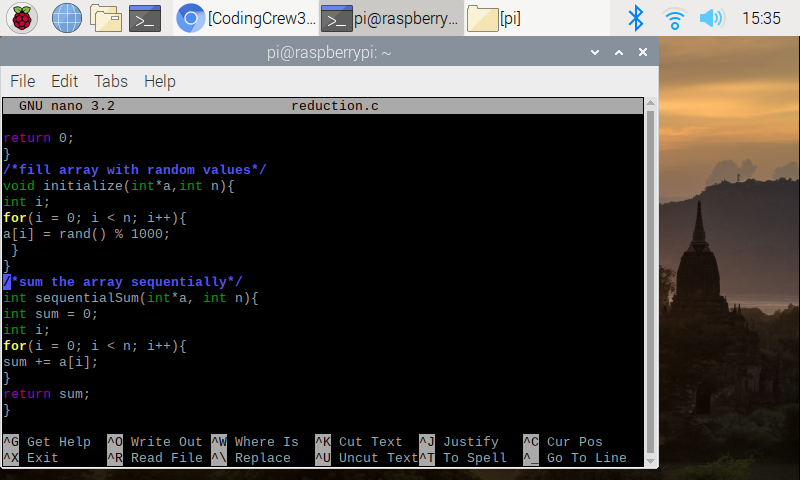 [CodingCrew3... pi@raspberry... [pi] 15:35
pi@raspberrypi: ~
File Edit Tabs Help
GNU nano 3.2 reduction.c
return 0;
}
/*fill array with random values*/
void initialize(int*a,int n){
int i;
for(i = 0; i < n; i++){
a[i] = rand() % 1000;
 }
}
/*sum the array sequentially*/
int sequentialSum(int*a, int n){
int sum = 0;
int i;
for(i = 0; i < n; i++){
sum += a[i];
}
return sum;
}
^G Get Help ^O Write Out ^W Where Is ^K Cut Text ^J Justify ^C Cur Pos
^X Exit ^R Read File ^\ Replace ^U Uncut Text ^T To Spell ^_ Go To Line